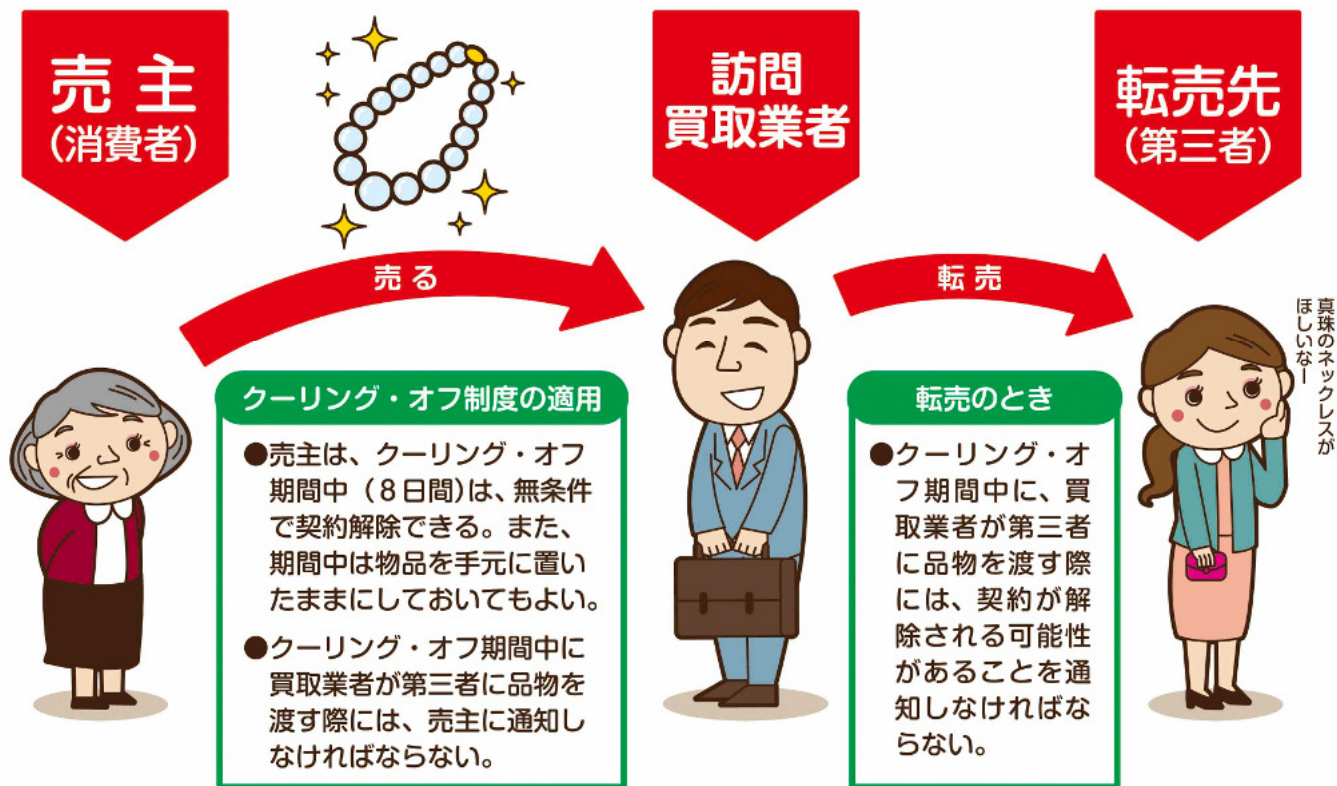 売主
（消費者）
訪問
買取業者
転売先
（第三者）
売る
転売
真珠のネックレスが
ほしいなー
クーリング・オフ制度の適用
●売主は、クーリング・オフ
期間中（８日間）は、無条件
で契約解除できる。また、
期間中は物品を手元に置い
たままにしておいてもよい。
●クーリング・オフ期間中に
買取業者が第三者に品物を
渡す際には、売主に通知し
なければならない。
転売のとき
●クーリング・オ
フ期間中に、買
取業者が第三者
に品物を渡す際
には、契約が解
除される可能性
があることを通
知しなければな
らない。